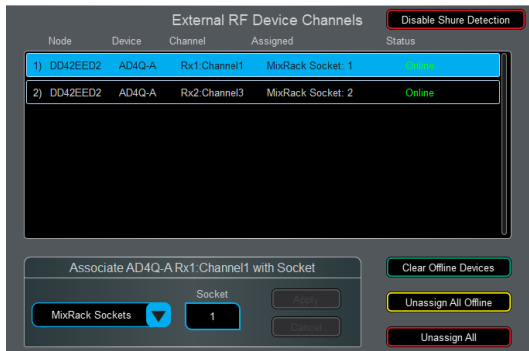 External RF Device Channels
Disable Shure Detection
Node Device Channel Assigned Status
1) DD42EED2 AD4Q-A Rx1:Channel1 MixRack Socket: 1 Online
2) DD42EED2 AD4Q-A Rx2:Channel3 MixRack Socket: 2 Online
Associate AD4Q-A Rx1:Channel1 with Socket
Clear Offline Devices
Socket
MixRack Sockets 1 Apply
Unassign All Offline
Cancel
Unassign All